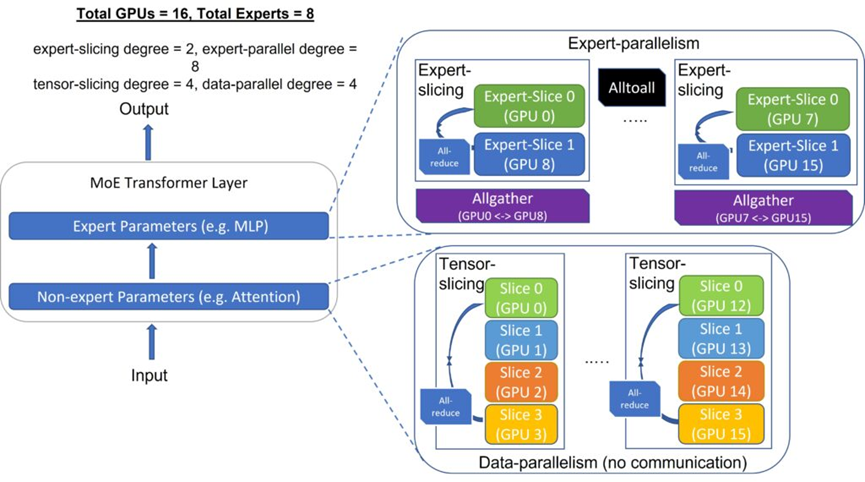 Total GPUs = 16, Total Experts = 8
expert-slicing degree = 2, expert-parallel degree =
8
tensor-slicing degree = 4, data-parallel degree = 4
Output
MoE Transformer Layer
Expert Parameters (e.g. MLP)
Non-expert Parameters (e.g. Attention)
Input
Expert-parallelism
Expert-
slicing
Expert-Slice 0
(GPU 0)
All-
reduce
Expert-Slice 1
(GPU 8)
Allgather
(GPU0 <-> GPU8)
Alltoall
.....
Expert-
slicing
Expert-Slice 0
(GPU 7)
All-
reduce
Expert-Slice 1
(GPU 15)
Allgather
(GPU7 <-> GPU15)
Tensor-
slicing
Slice 0
(GPU 0)
Slice 1
(GPU 1)
Slice 2
(GPU 2)
All-
reduce
Slice 3
(GPU 3)
.....
Tensor-
slicing
Slice 0
(GPU 12)
Slice 1
(GPU 13)
Slice 2
(GPU 14)
All-
reduce
Slice 3
(GPU 15)
Data-parallelism (no communication)